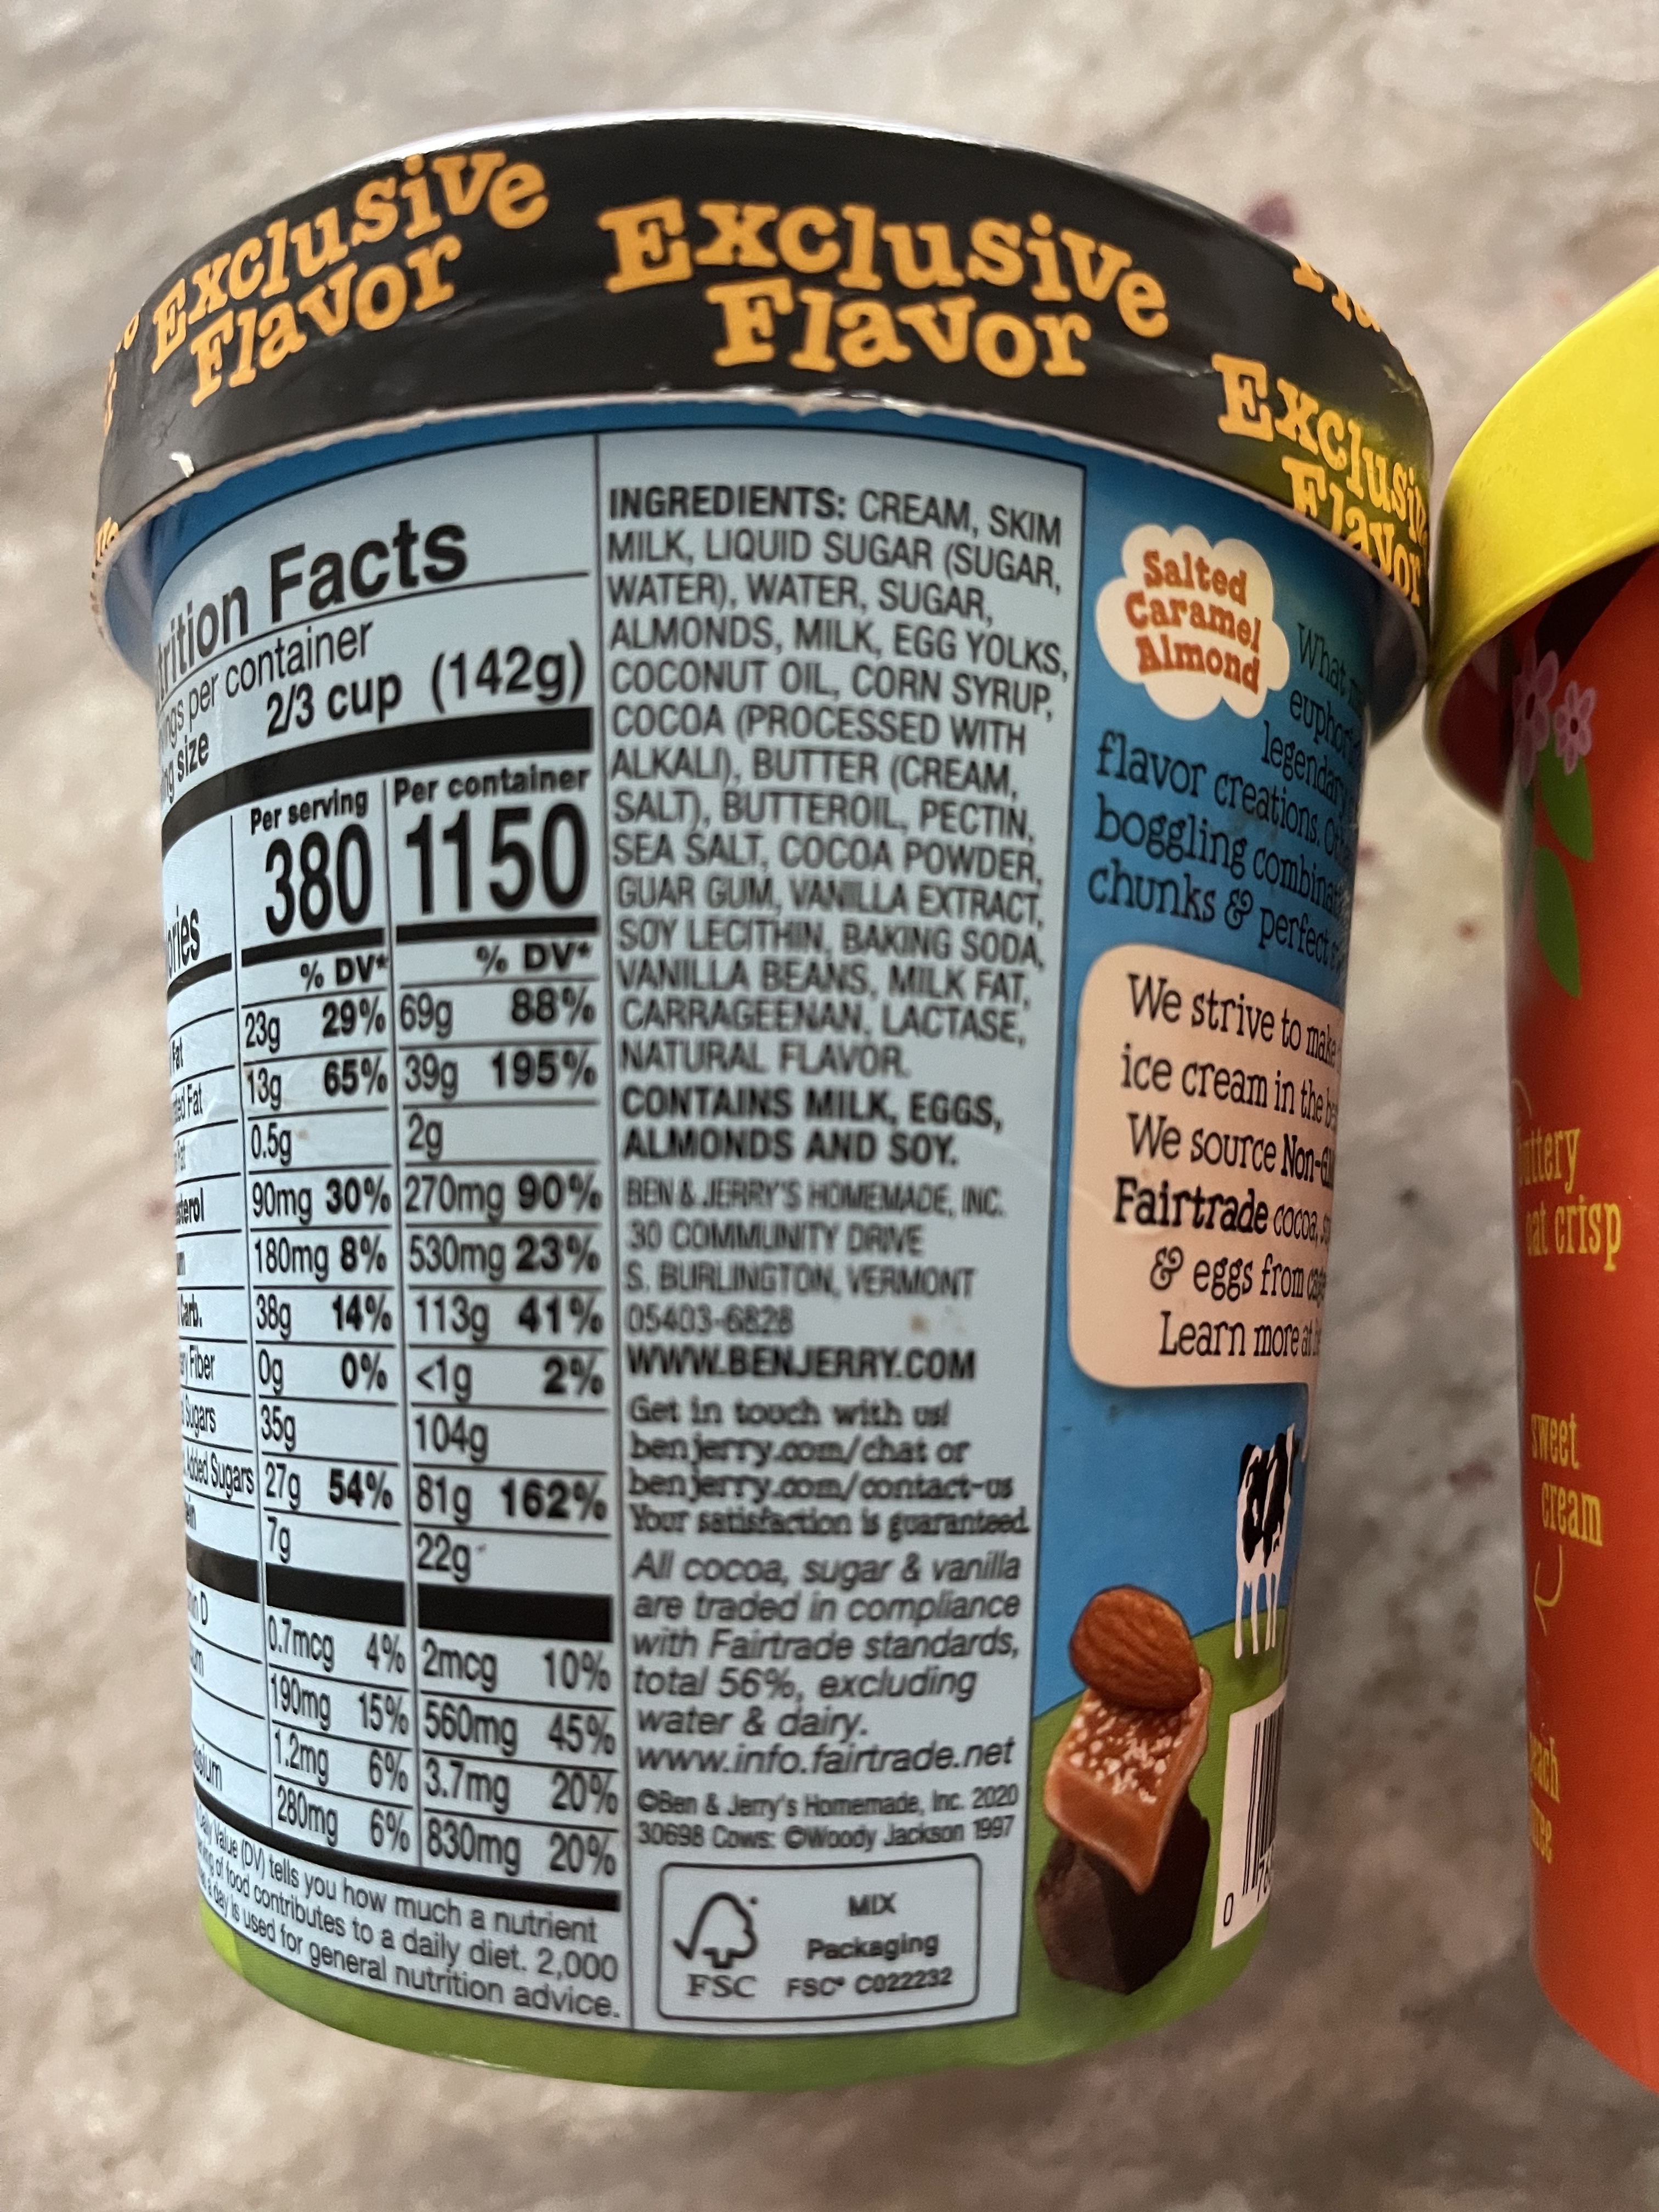 Exclusive
Flavor
Exclusive
Flavor
Exclusive
Flavor
Facts
per container
size 2/3 cup (142g)
Per serving Per container
380 1150
% DV* % DV*
Fat 23g 29% 69g 88%
Fat 13g 65% 39g 195%
0.5g 2g
90mg 30% 270mg 90%
180mg 8% 530mg 23%
Carb. 38g 14% 113g 41%
Fiber 0g 0% <1g 2%
Sugars 35g 104g
Added Sugars 27g 54% 81g 162%
7g 22g
D 0.7mcg 4% 2mcg 10%
190mg 15% 560mg 45%
1.2mg 6% 3.7mg 20%
280mg 6% 830mg 20%
Value (DV) tells you how much a nutrient
of food contributes to a daily diet. 2,000
a day is used for general nutrition advice.
INGREDIENTS: CREAM, SKIM
MILK, LIQUID SUGAR (SUGAR,
WATER), WATER, SUGAR,
ALMONDS, MILK, EGG YOLKS,
COCONUT OIL, CORN SYRUP,
COCOA (PROCESSED WITH
ALKALI), BUTTER (CREAM,
SALT), BUTTEROIL, PECTIN,
SEA SALT, COCOA POWDER,
GUAR GUM, VANILLA EXTRACT,
SOY LECITHIN, BAKING SODA,
VANILLA BEANS, MILK FAT,
CARRAGEENAN, LACTASE,
NATURAL FLAVOR.
CONTAINS MILK, EGGS,
ALMONDS AND SOY.
BEN & JERRY'S HOMEMADE, INC.
30 COMMUNITY DRIVE
S. BURLINGTON, VERMONT
05403-6828
WWW.BENJERRY.COM
Get in touch with us!
benjerry.com/chat or
benjerry.com/contact-us
Your satisfaction is guaranteed.
All cocoa, sugar & vanilla
are traded in compliance
with Fairtrade standards,
total 56%, excluding
water & dairy.
www.info.fairtrade.net
©Ben & Jerry's Homemade, Inc. 2020
30698 Cows: ©Woody Jackson 1997
FSC
MIX
Packaging
FSC® C022232
Salted
Caramel
Almond
What
flavor creations.
boggling
chunks & perfect
We strive to make
ice cream in the
We source
Fairtrade cocoa,
& eggs from
Learn more at
0
crisp
sweet
cream